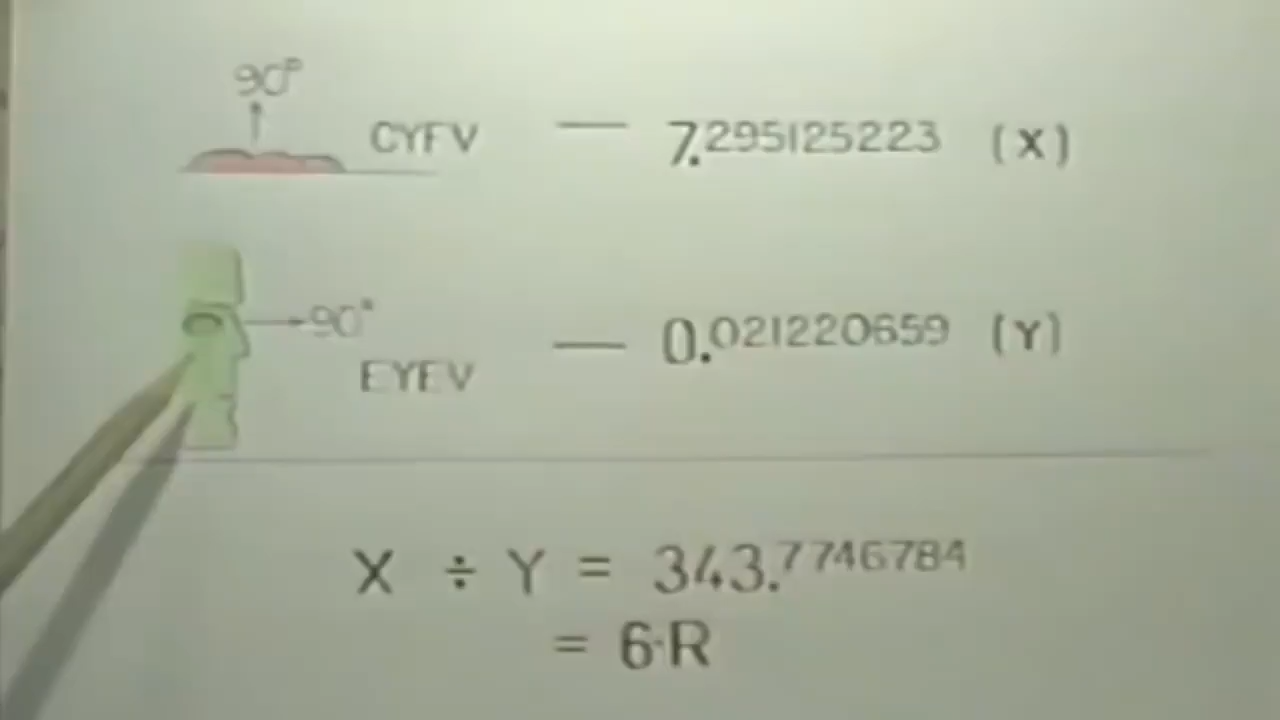 90°
CYFV — 7.295125223 (X)
90°
EYEV — 0.021220659 (Y)
X ÷ Y = 343.7746784
= 6·R